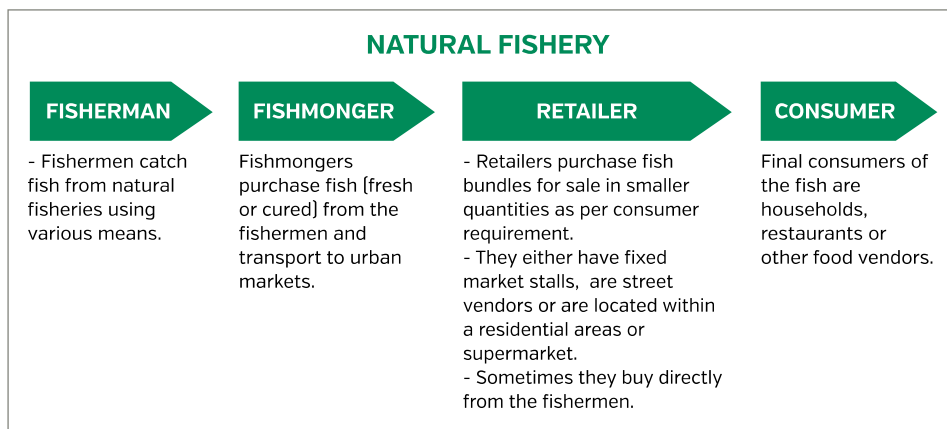 NATURAL FISHERY
FISHERMAN
- Fishermen catch
fish from natural
fisheries using
various means.
FISHMONGER
Fishmongers
purchase fish (fresh
or cured) from the
fishermen and
transport to urban
markets.
RETAILER
- Retailers purchase fish
bundles for sale in smaller
quantities as per consumer
requirement.
- They either have fixed
market stalls,  are street
vendors or are located within
a residential areas or
supermarket.
- Sometimes they buy directly
from the fishermen.
CONSUMER
Final consumers of
the fish are
households,
restaurants or
other food vendors.